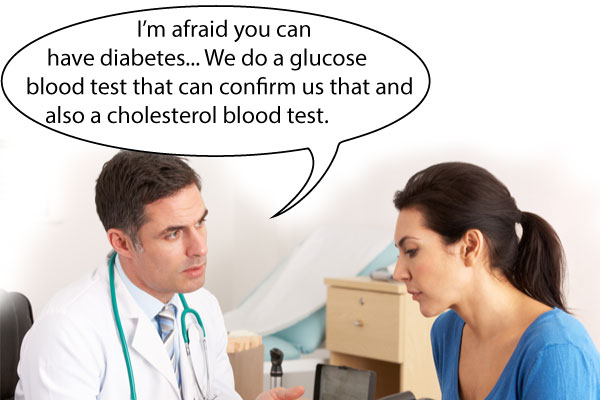 I'm afraid you can
have diabetes... We do a glucose
blood test that can confirm us that and
also a cholesterol blood test.